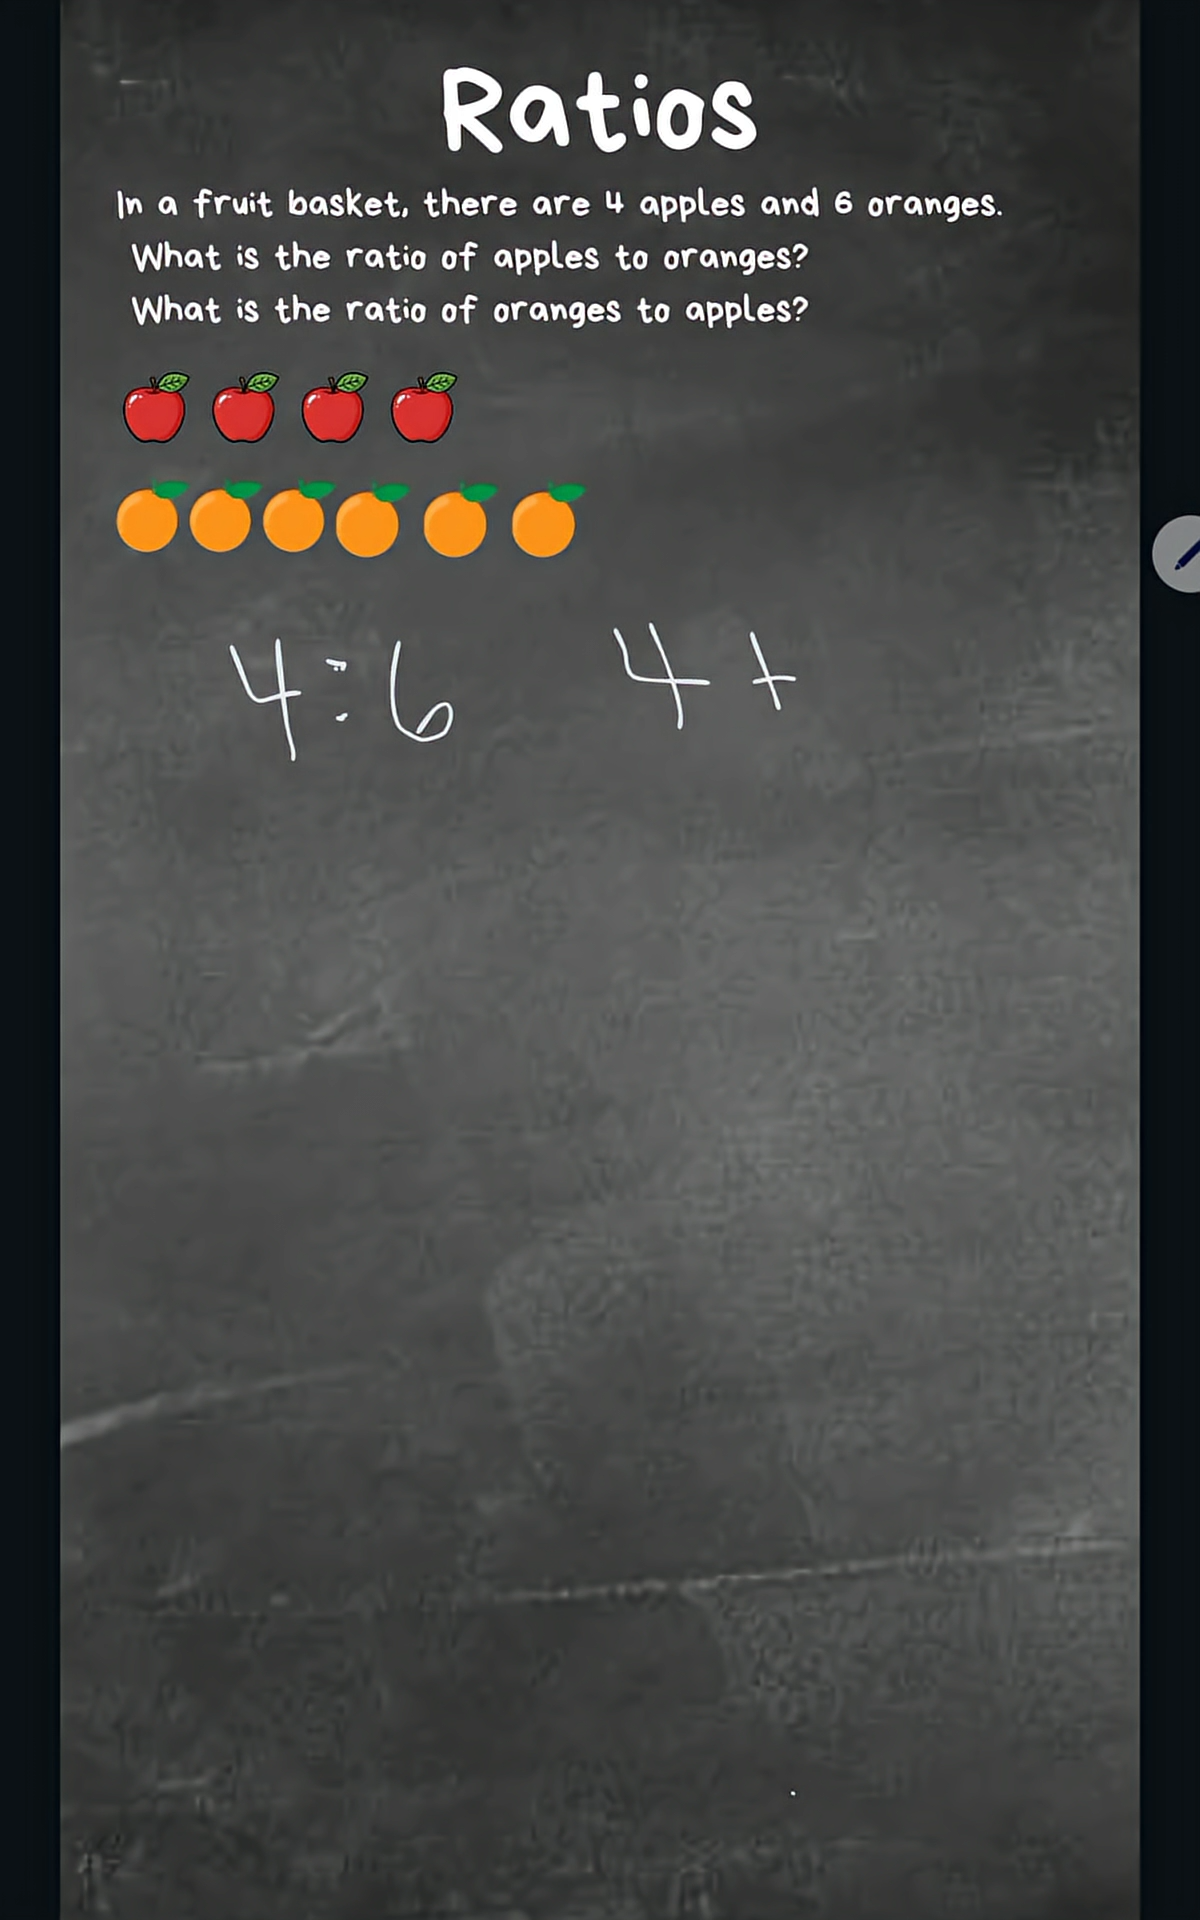 Ratios
In a fruit basket, there are 4 apples and 6 oranges.
What is the ratio of apples to oranges?
What is the ratio of oranges to apples?
4:6 4 t